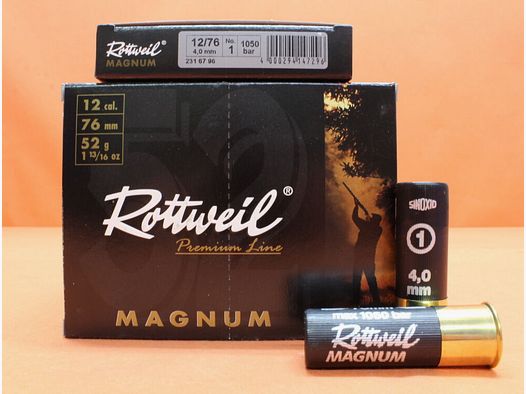 Rottweil®
MAGNUM
12/76
4,0 mm
No.
1
1050
bar
231 67 96
4 000294 147296
12 cal.
76 mm
52 g
1 13/16 oz
52
Rottweil®
Premium Line
MAGNUM
SINOXID
1
4,0
mm
max 1050 bar
Rottweil
MAGNUM